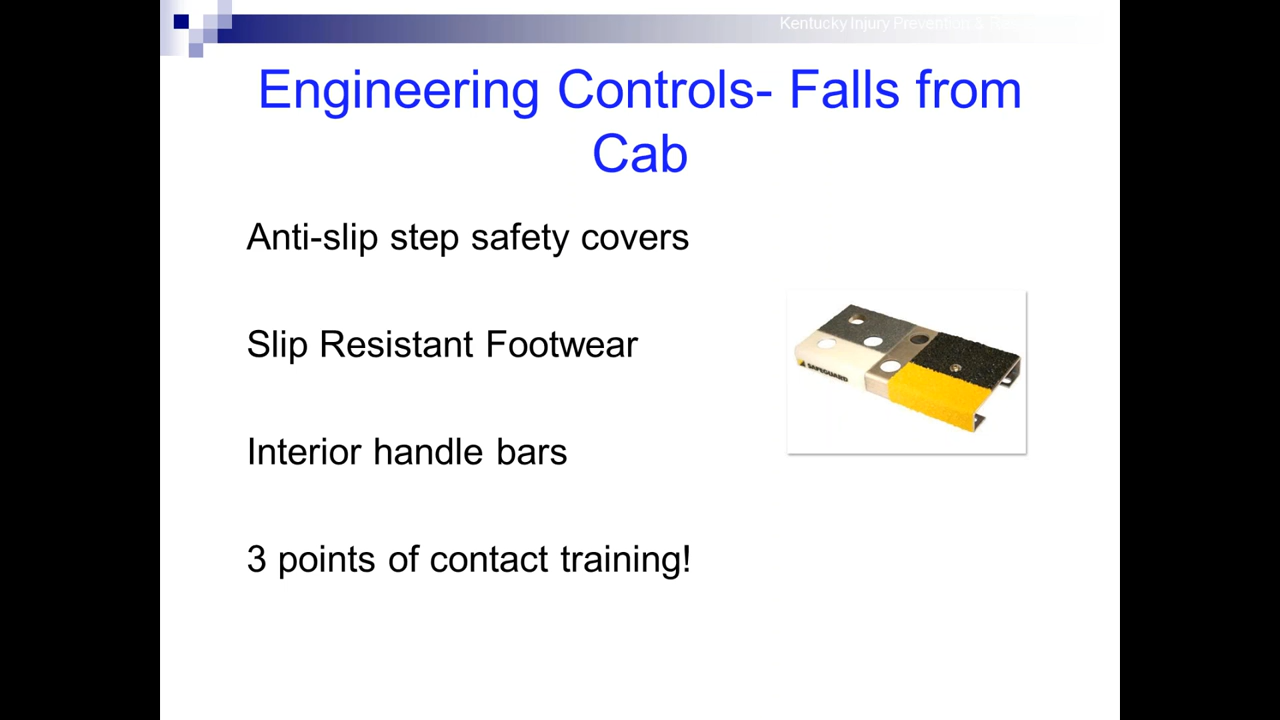 Kentucky Injury Prevention &
Engineering Controls- Falls from
Cab
Anti-slip step safety covers
Slip Resistant Footwear
SAFEGUARD
Interior handle bars
3 points of contact training!